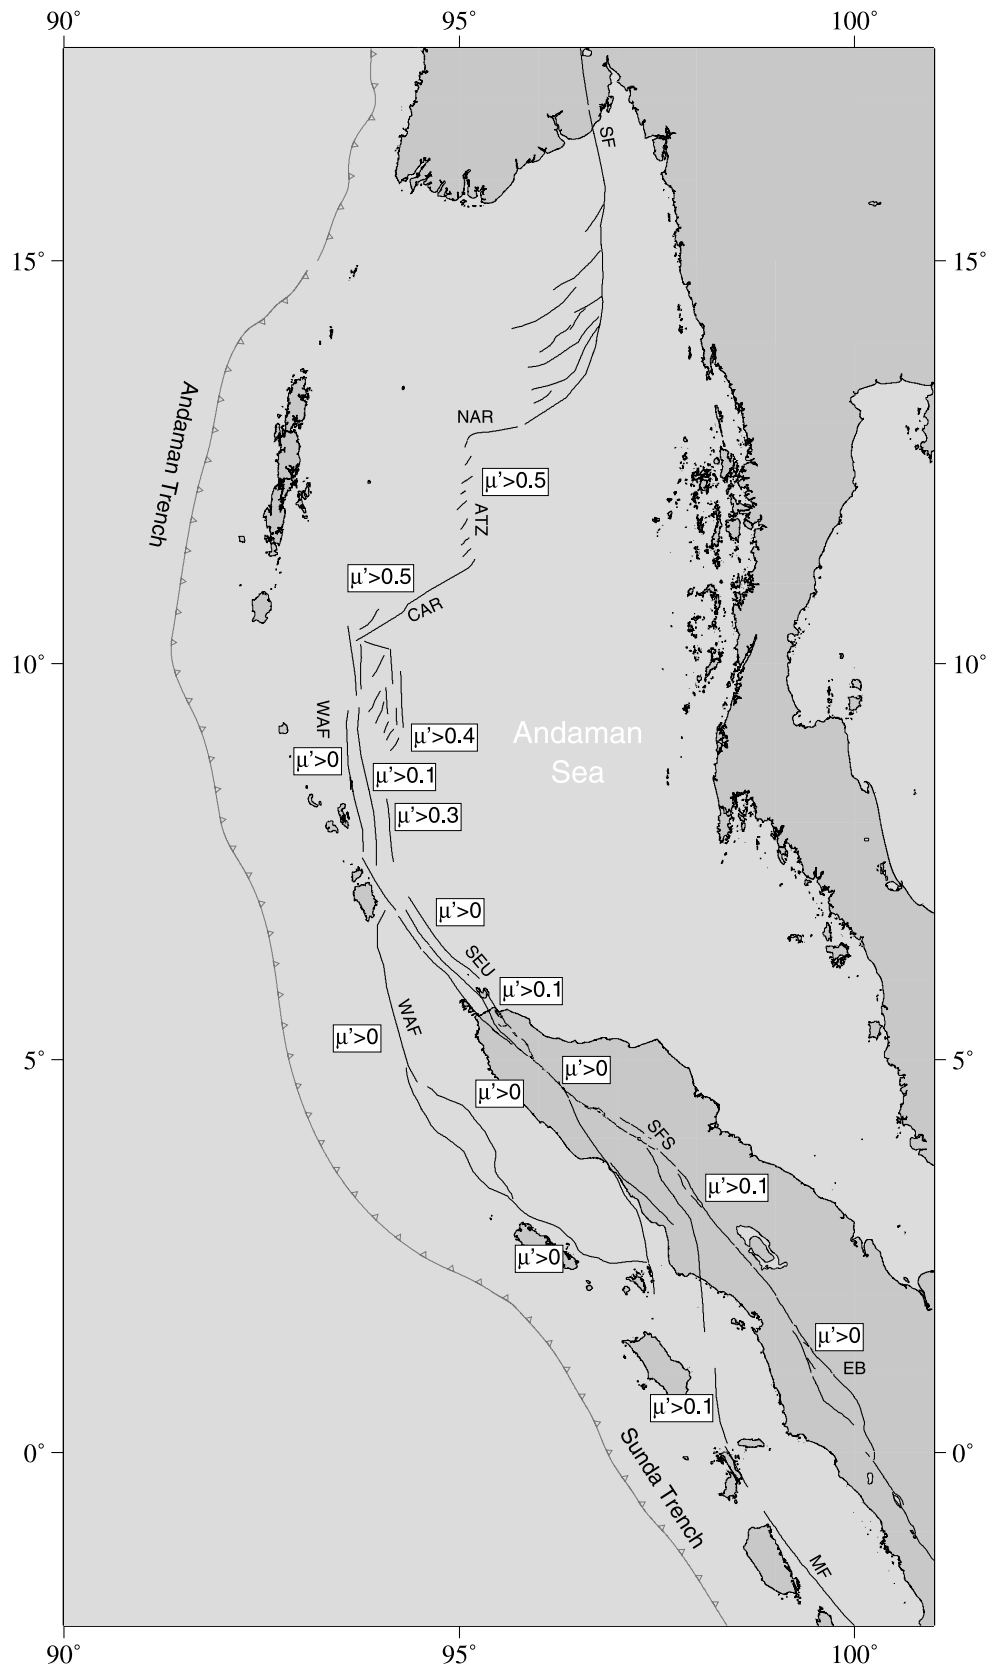 90° 95° 100°
SF
15° 15°
Andaman Trench
NAR
μ'>0.5
ATZ
μ'>0.5
CAR
10° 10°
WAF
μ'>0.4
Andaman
Sea
μ'>0
μ'>0.1
μ'>0.3
μ'>0
SEU
μ'>0.1
WAF
μ'>0
5° 5°
μ'>0
μ'>0
SFS
μ'>0.1
μ'>0
μ'>0
EB
μ'>0.1
Sunda Trench
0° 0°
MF
90° 95° 100°